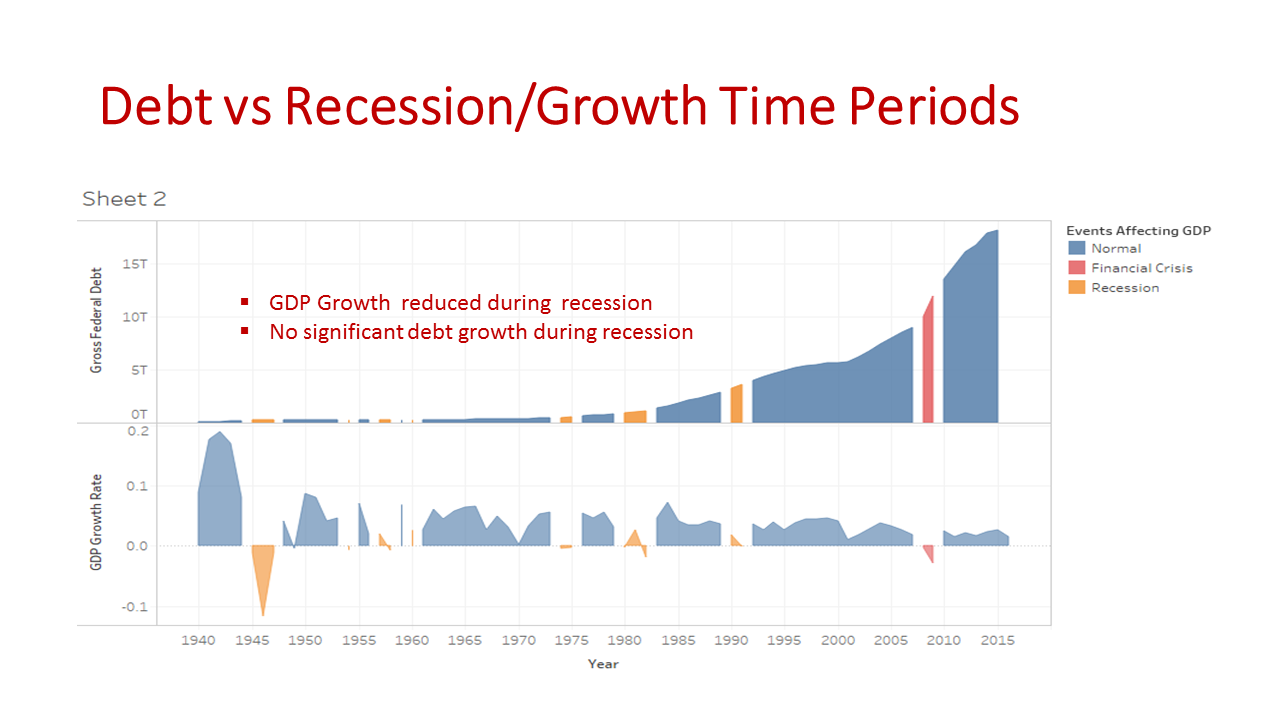 Debt vs Recession/Growth Time Periods
Sheet 2
Events Affecting GDP
Normal
Financial Crisis
Recession
Gross Federal Debt
15T
10T
5T
0T
▪ GDP Growth reduced during recession
▪ No significant debt growth during recession
GDP Growth Rate
0.2
0.1
0.0
-0.1
1940 1945 1950 1955 1960 1965 1970 1975 1980 1985 1990 1995 2000 2005 2010 2015
Year